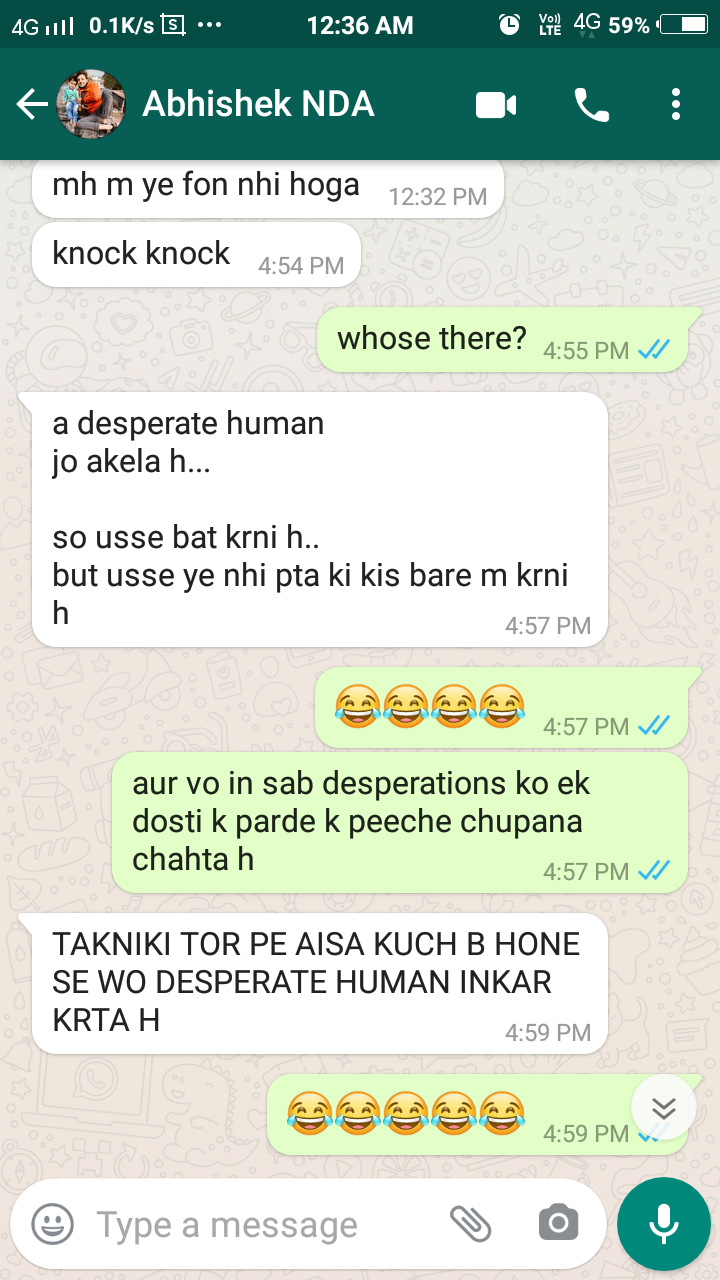 4G 0.1K/s S ... 12:36 AM Vo)) LTE 4G 59%
Abhishek NDA
mh m ye fon nhi hoga 12:32 PM
knock knock 4:54 PM
whose there? 4:55 PM
a desperate human
jo akela h...
so usse bat krni h..
but usse ye nhi pta ki kis bare m krni
h 4:57 PM
😂😂😂😂 4:57 PM
aur vo in sab desperations ko ek
dosti k parde k peeche chupana
chahta h 4:57 PM
TAKNIKI TOR PE AISA KUCH B HONE
SE WO DESPERATE HUMAN INKAR
KRTA H 4:59 PM
😂😂😂😂😂 4:59 PM
Type a message